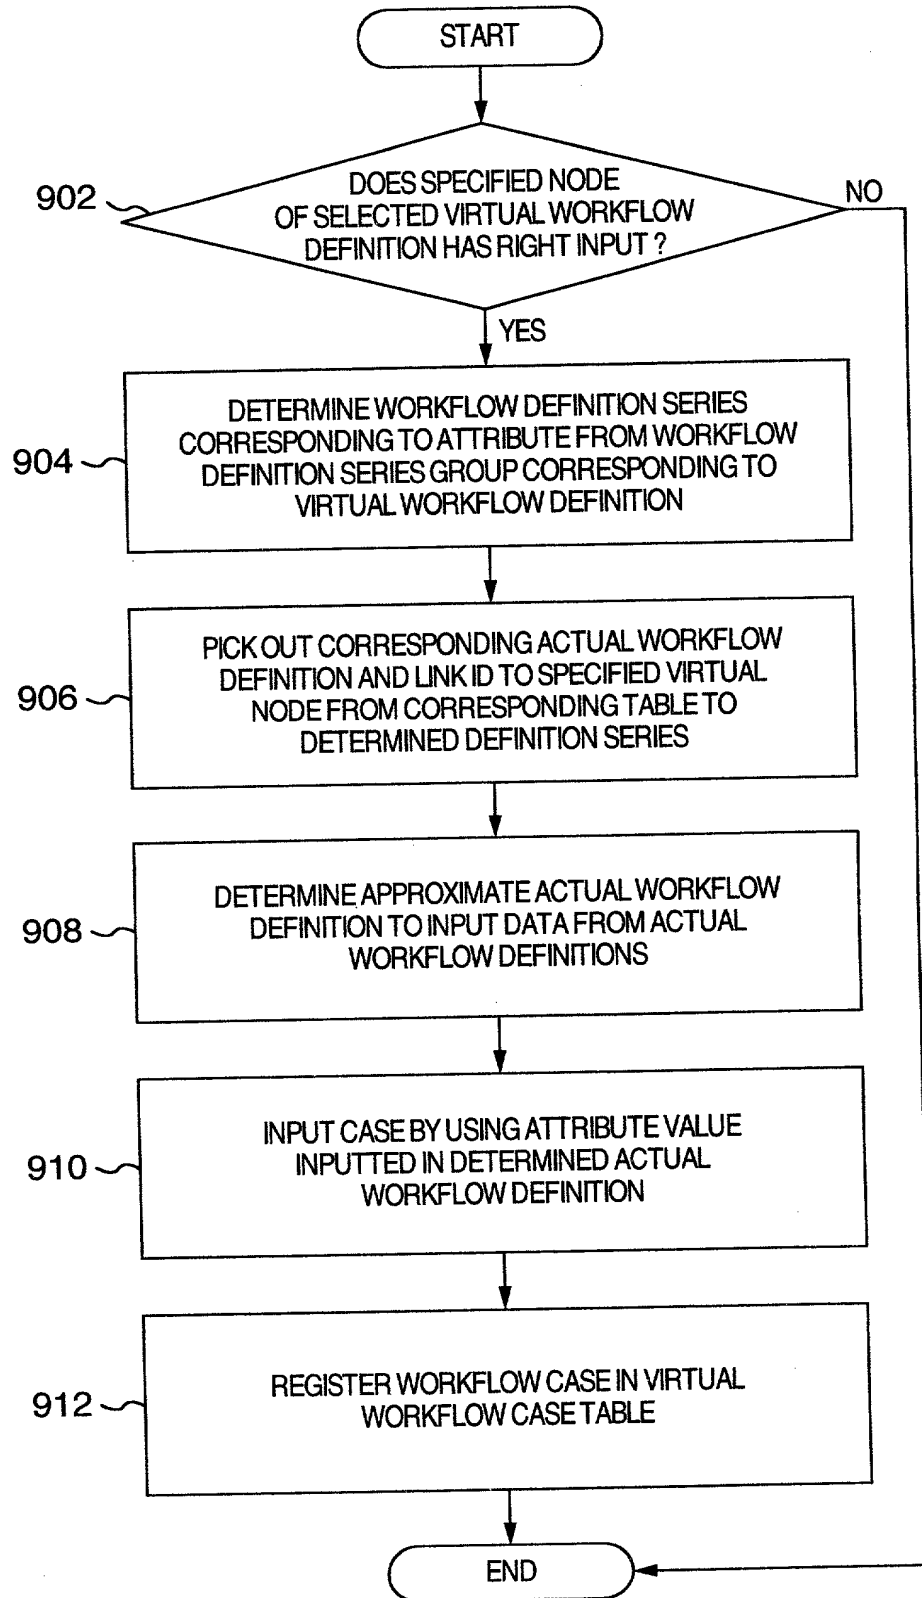 START
902
DOES SPECIFIED NODE
OF SELECTED VIRTUAL WORKFLOW
DEFINITION HAS RIGHT INPUT ?
NO
YES
904
DETERMINE WORKFLOW DEFINITION SERIES
CORRESPONDING TO ATTRIBUTE FROM WORKFLOW
DEFINITION SERIES GROUP CORRESPONDING TO
VIRTUAL WORKFLOW DEFINITION
906
PICK OUT CORRESPONDING ACTUAL WORKFLOW
DEFINITION AND LINK ID TO SPECIFIED VIRTUAL
NODE FROM CORRESPONDING TABLE TO
DETERMINED DEFINITION SERIES
908
DETERMINE APPROXIMATE ACTUAL WORKFLOW
DEFINITION TO INPUT DATA FROM ACTUAL
WORKFLOW DEFINITIONS
910
INPUT CASE BY USING ATTRIBUTE VALUE
INPUTTED IN DETERMINED ACTUAL
WORKFLOW DEFINITION
912
REGISTER WORKFLOW CASE IN VIRTUAL
WORKFLOW CASE TABLE
END